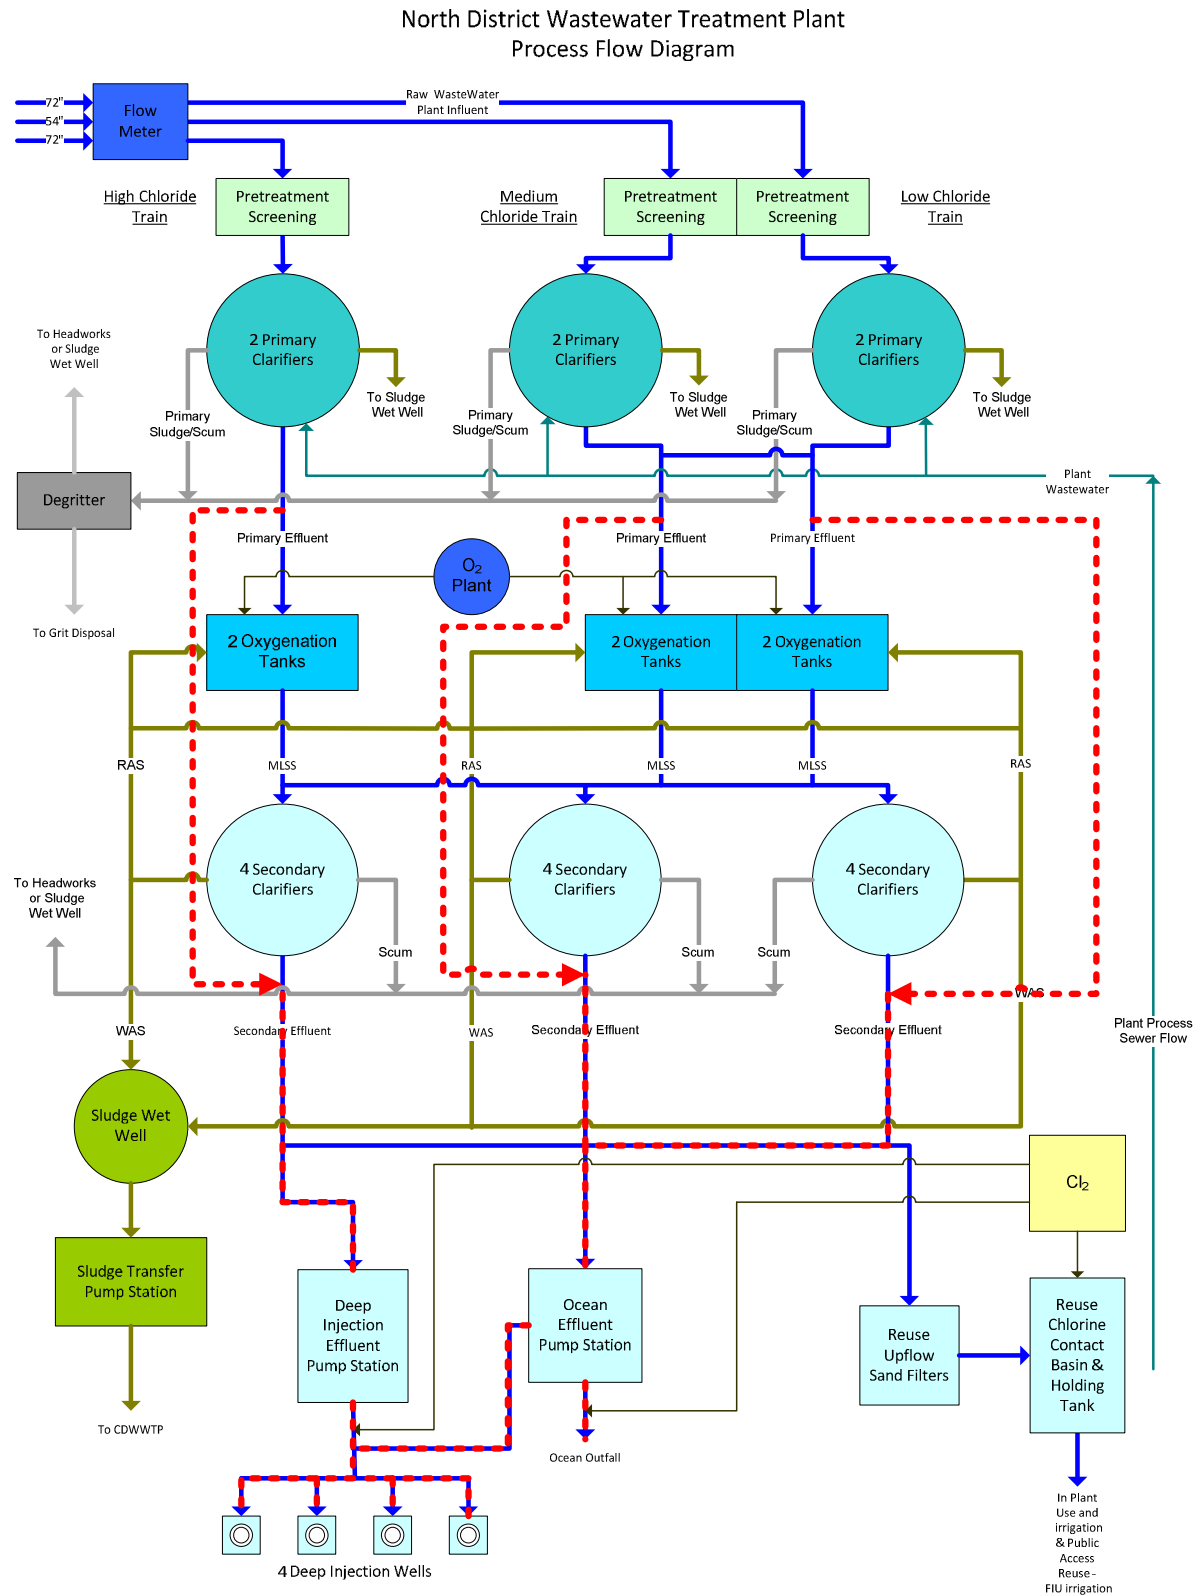 North District Wastewater Treatment Plant
Process Flow Diagram
72"
54"
72"
Flow
Meter
Raw WasteWater
Plant Influent
High Chloride
Train
Pretreatment
Screening
Medium
Chloride Train
Pretreatment
Screening
Pretreatment
Screening
Low Chloride
Train
2 Primary
Clarifiers
2 Primary
Clarifiers
2 Primary
Clarifiers
To Headworks
or Sludge
Wet Well
To Sludge
Wet Well
To Sludge
Wet Well
To Sludge
Wet Well
Primary
Sludge/Scum
Primary
Sludge/Scum
Primary
Sludge/Scum
Plant
Wastewater
Degritter
Primary Effluent
Primary Effluent
Primary Effluent
O2
Plant
To Grit Disposal
2 Oxygenation
Tanks
2 Oxygenation
Tanks
2 Oxygenation
Tanks
RAS
MLSS
RAS
MLSS
MLSS
RAS
4 Secondary
Clarifiers
4 Secondary
Clarifiers
4 Secondary
Clarifiers
To Headworks
or Sludge
Wet Well
Scum
Scum
Scum
WAS
WAS
Secondary Effluent
WAS
Secondary Effluent
Secondary Effluent
Plant Process
Sewer Flow
Sludge Wet
Well
Cl2
Sludge Transfer
Pump Station
Deep
Injection
Effluent
Pump Station
Ocean
Effluent
Pump Station
Reuse
Upflow
Sand Filters
Reuse
Chlorine
Contact
Basin &
Holding
Tank
To CDWWTP
Ocean Outfall
In Plant
Use and
irrigation
& Public
Access
Reuse-
FIU irrigation
4 Deep Injection Wells